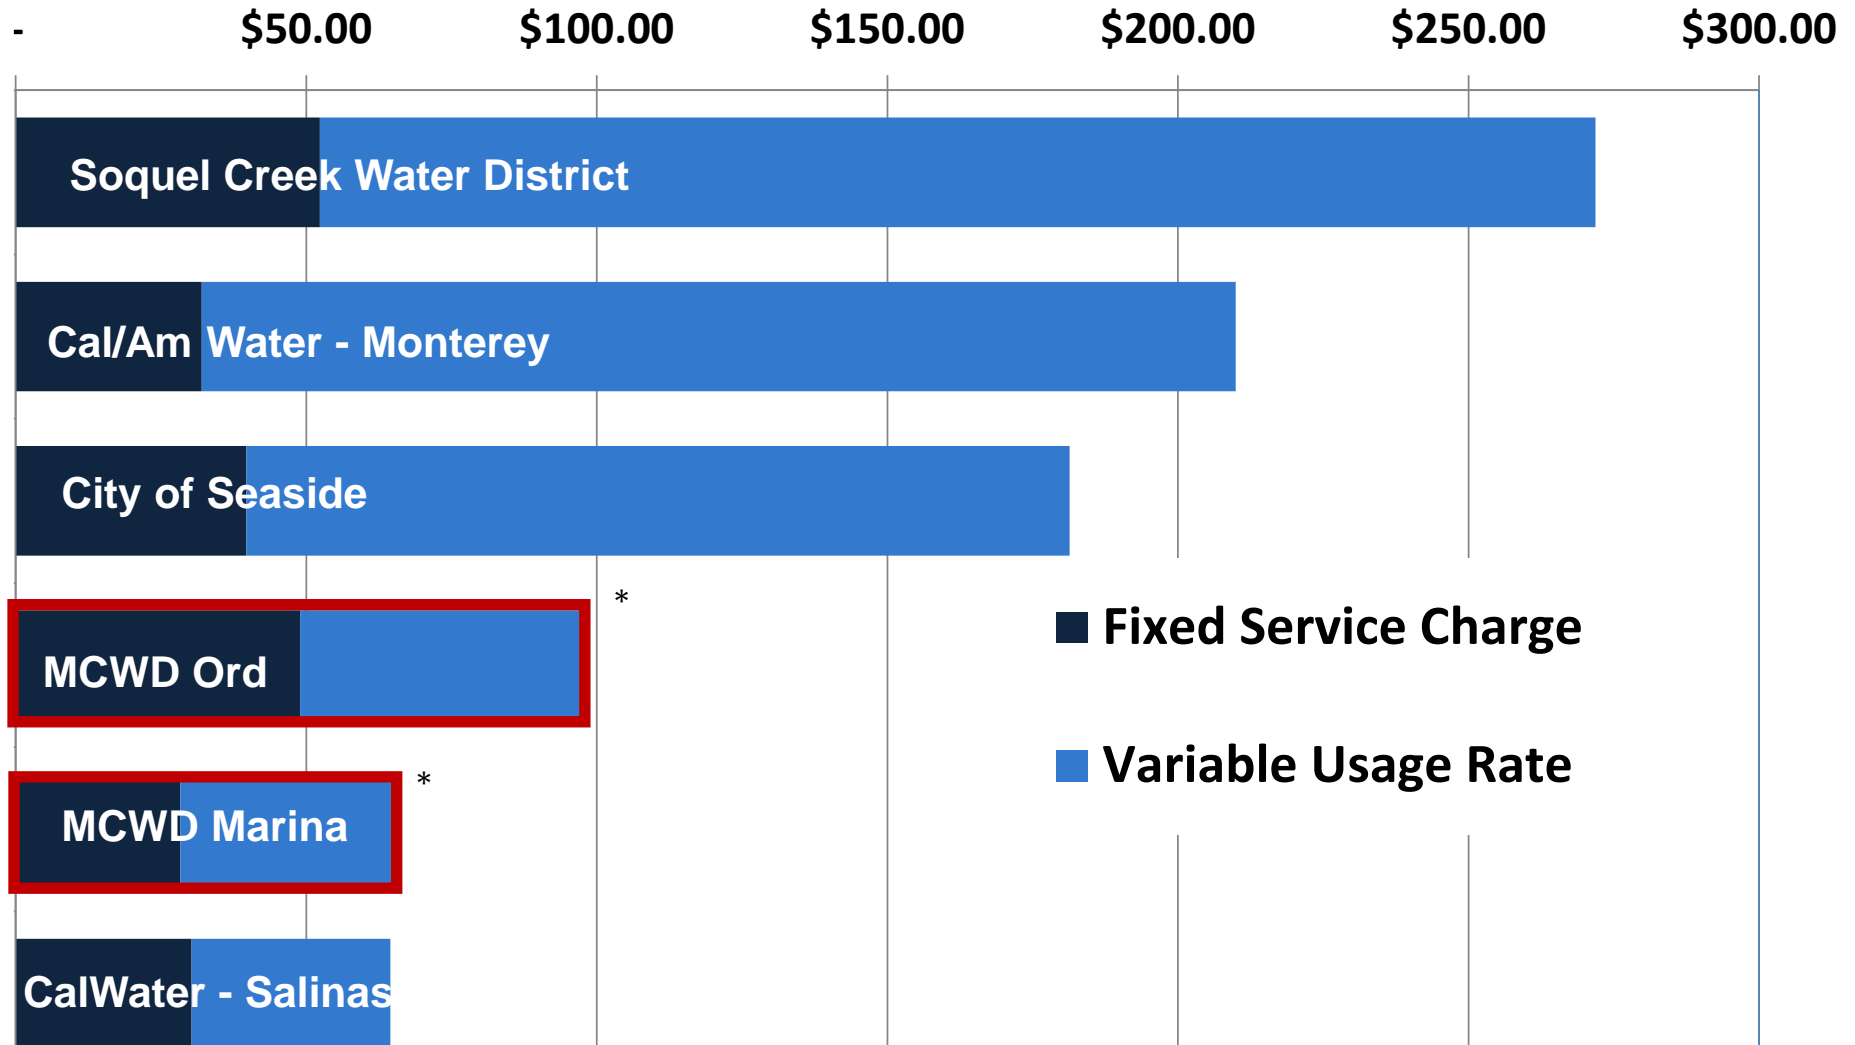 - $50.00 $100.00 $150.00 $200.00 $250.00 $300.00
Soquel Creek Water District
Cal/Am Water - Monterey
City of Seaside
*
Fixed Service Charge
MCWD Ord
Variable Usage Rate
*
MCWD Marina
CalWater - Salinas